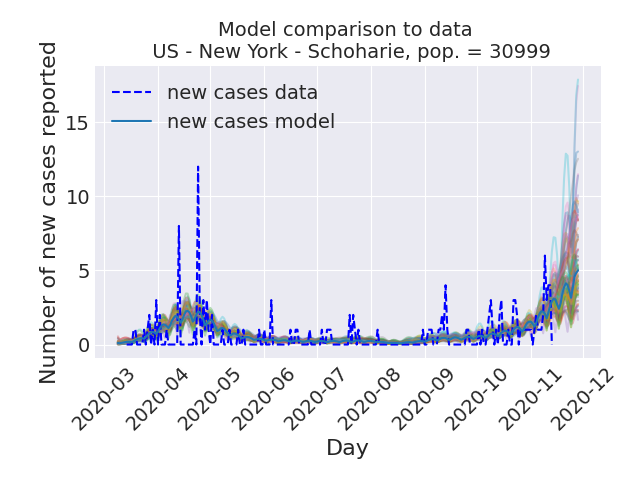 Model comparison to data
US - New York - Schoharie, pop. = 30999
new cases data
new cases model
Number of new cases reported
15
10
5
0
2020-03
2020-04
2020-05
2020-06
2020-07
2020-08
2020-09
2020-10
2020-11
2020-12
Day